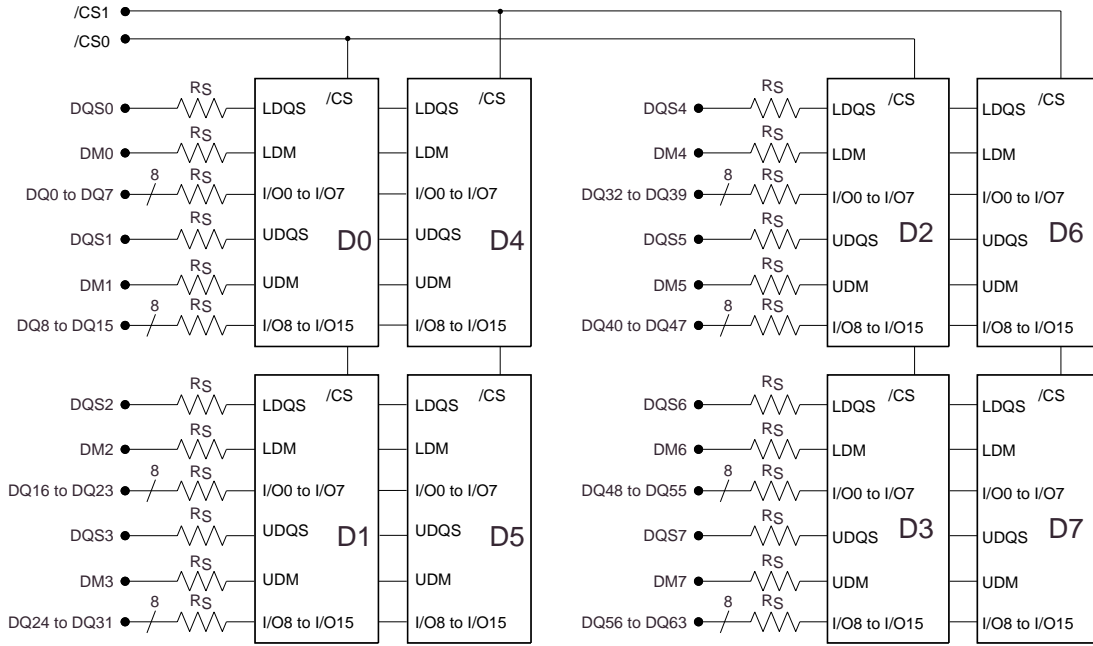 /CS1
/CS0
RS /CS /CS RS /CS /CS
DQS0 LDQS LDQS DQS4 LDQS LDQS
RS RS
DM0 LDM LDM DM4 LDM LDM
8 RS 8 RS
DQ0 to DQ7 I/O0 to I/O7 I/O0 to I/O7 DQ32 to DQ39 I/O0 to I/O7 I/O0 to I/O7
RS RS
DQS1 UDQS D0 UDQS D4 DQS5 UDQS D2 UDQS D6
RS RS
DM1 UDM UDM DM5 UDM UDM
8 RS 8 RS
DQ8 to DQ15 I/O8 to I/O15 I/O8 to I/O15 DQ40 to DQ47 I/O8 to I/O15 I/O8 to I/O15
RS /CS /CS RS /CS /CS
DQS2 LDQS LDQS DQS6 LDQS LDQS
RS RS
DM2 LDM LDM DM6 LDM LDM
8 RS 8 RS
DQ16 to DQ23 I/O0 to I/O7 I/O0 to I/O7 DQ48 to DQ55 I/O0 to I/O7 I/O0 to I/O7
RS RS
DQS3 UDQS D1 UDQS D5 DQS7 UDQS D3 UDQS D7
RS RS
DM3 UDM UDM DM7 UDM UDM
8 RS 8 RS
DQ24 to DQ31 I/O8 to I/O15 I/O8 to I/O15 DQ56 to DQ63 I/O8 to I/O15 I/O8 to I/O15